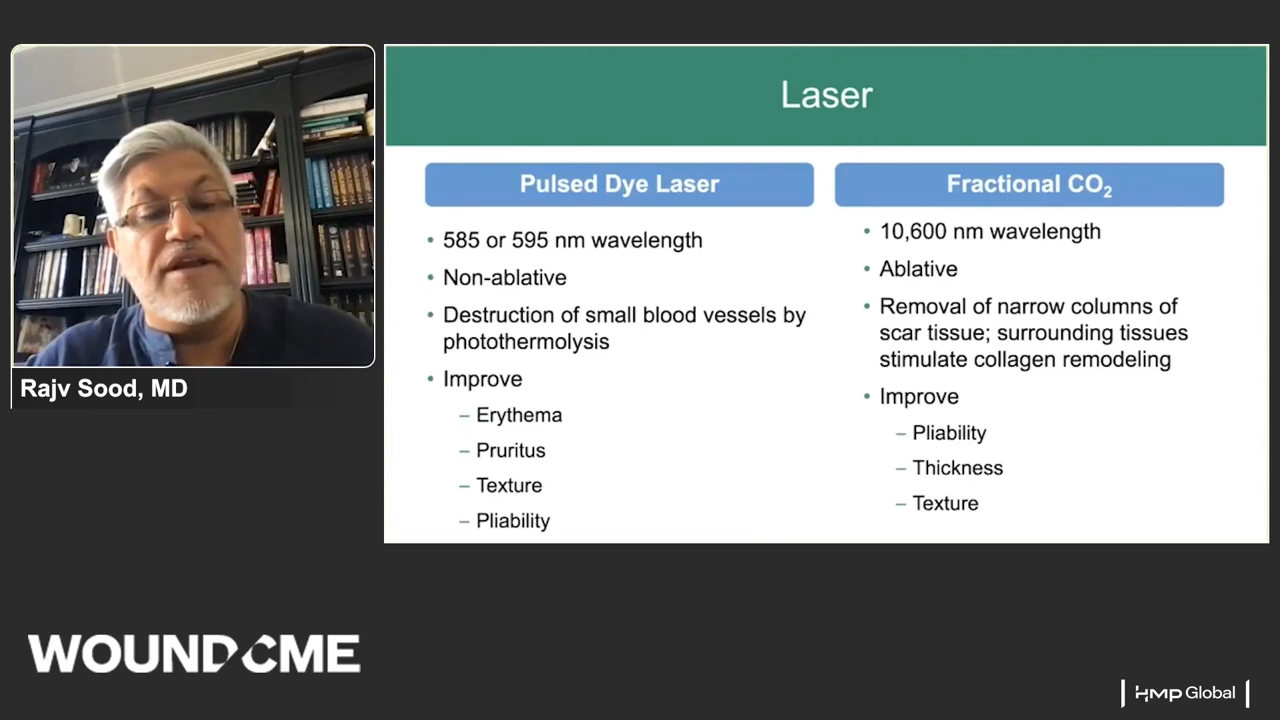 Rajv Sood, MD
WOUNDCME
Laser
Pulsed Dye Laser
• 585 or 595 nm wavelength
• Non-ablative
• Destruction of small blood vessels by
photothermolysis
• Improve
– Erythema
– Pruritus
– Texture
– Pliability
Fractional CO₂
• 10,600 nm wavelength
• Ablative
• Removal of narrow columns of
scar tissue; surrounding tissues
stimulate collagen remodeling
• Improve
– Pliability
– Thickness
– Texture
HMP Global